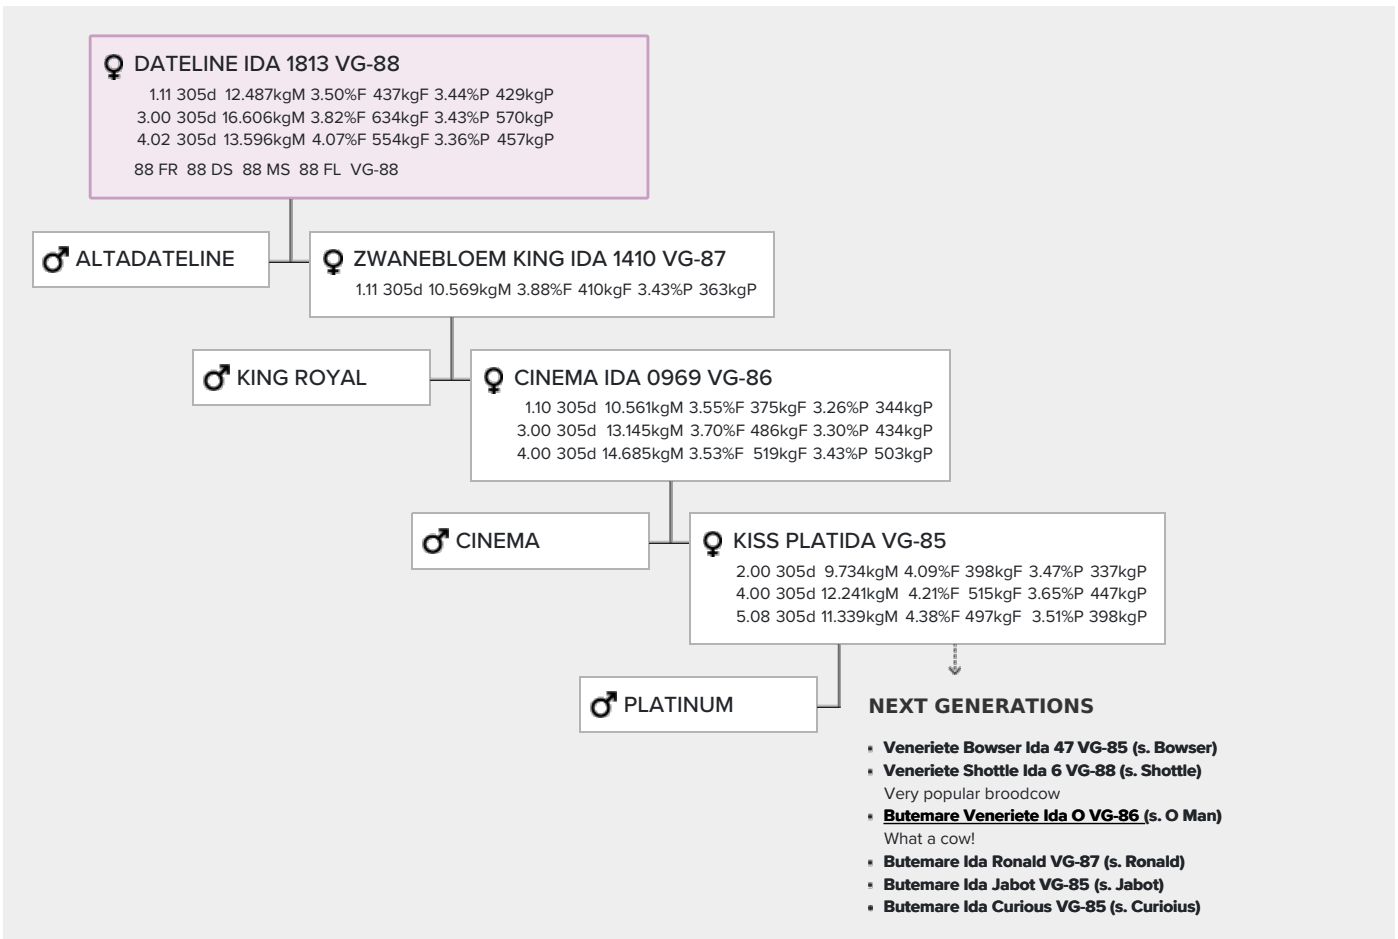 DATELINE IDA 1813 VG-88
1.11 305d 12.487kgM 3.50%F 437kgF 3.44%P 429kgP
3.00 305d 16.606kgM 3.82%F 634kgF 3.43%P 570kgP
4.02 305d 13.596kgM 4.07%F 554kgF 3.36%P 457kgP
88 FR 88 DS 88 MS 88 FL VG-88
ALTADATELINE
ZWANEBLOEM KING IDA 1410 VG-87
1.11 305d 10.569kgM 3.88%F 410kgF 3.43%P 363kgP
KING ROYAL
CINEMA IDA 0969 VG-86
1.10 305d 10.561kgM 3.55%F 375kgF 3.26%P 344kgP
3.00 305d 13.145kgM 3.70%F 486kgF 3.30%P 434kgP
4.00 305d 14.685kgM 3.53%F 519kgF 3.43%P 503kgP
CINEMA
KISS PLATIDA VG-85
2.00 305d 9.734kgM 4.09%F 398kgF 3.47%P 337kgP
4.00 305d 12.241kgM 4.21%F 515kgF 3.65%P 447kgP
5.08 305d 11.339kgM 4.38%F 497kgF 3.51%P 398kgP
PLATINUM
NEXT GENERATIONS
Veneriete Bowser Ida 47 VG-85 (s. Bowser)
Veneriete Shottle Ida 6 VG-88 (s. Shottle)
Very popular broodcow
Butemare Veneriete Ida O VG-86 (s. O Man)
What a cow!
Butemare Ida Ronald VG-87 (s. Ronald)
Butemare Ida Jabot VG-85 (s. Jabot)
Butemare Ida Curious VG-85 (s. Curioius)